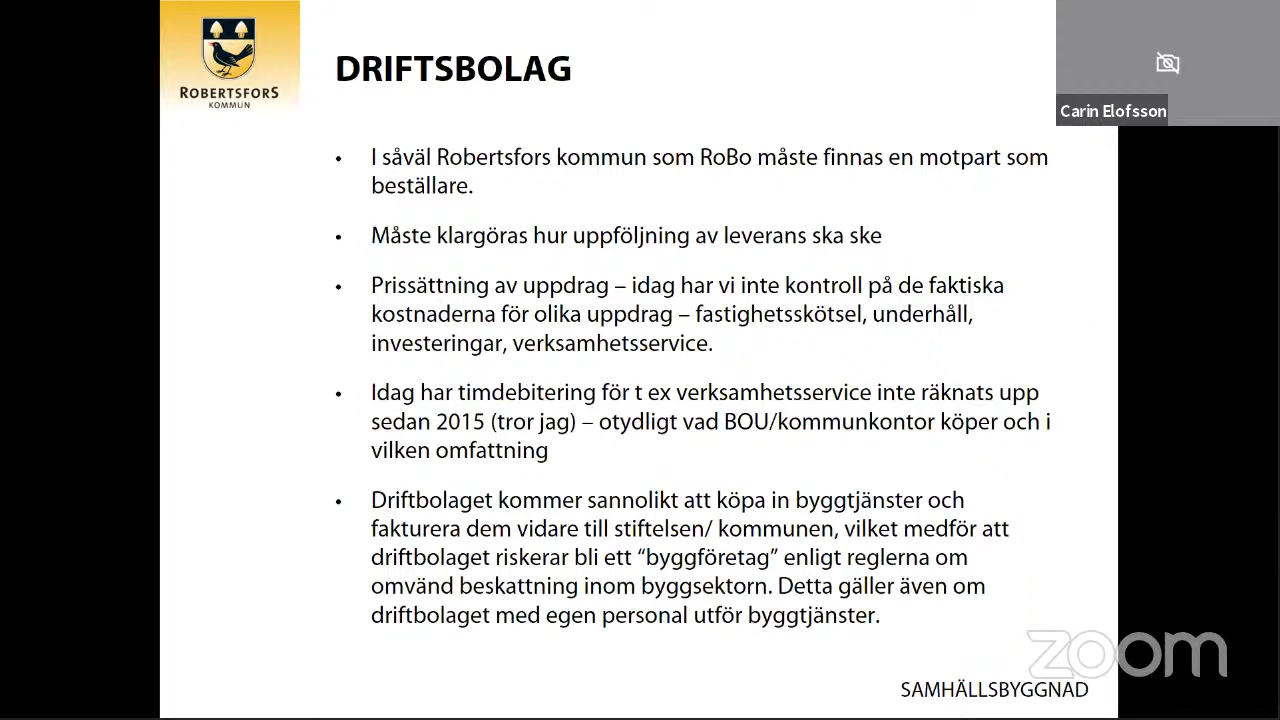 ROBERTSFORS
KOMMUN
DRIFTSBOLAG
Carin Elofsson
• I såväl Robertsfors kommun som RoBo måste finnas en motpart som
beställare.
• Måste klargöras hur uppföljning av leverans ska ske
• Prissättning av uppdrag – idag har vi inte kontroll på de faktiska
kostnaderna för olika uppdrag – fastighetsskötsel, underhåll,
investeringar, verksamhetsservice.
• Idag har timdebitering för t ex verksamhetsservice inte räknats upp
sedan 2015 (tror jag) – otydligt vad BOU/kommunkontor köper och i
vilken omfattning
• Driftbolaget kommer sannolikt att köpa in byggtjänster och
fakturera dem vidare till stiftelsen/ kommunen, vilket medför att
driftbolaget riskerar bli ett “byggföretag” enligt reglerna om
omvänd beskattning inom byggsektorn. Detta gäller även om
driftbolaget med egen personal utför byggtjänster.
zoom
SAMHÄLLSBYGGNAD